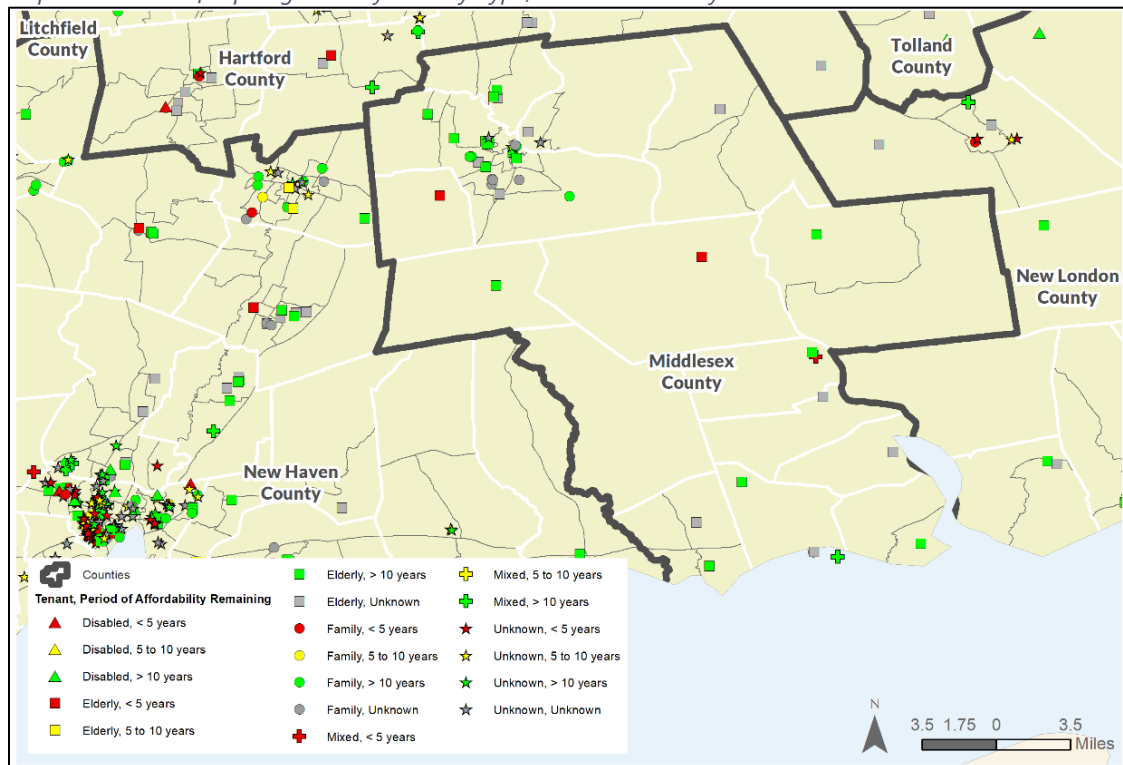 Litchfield
County
Hartford
County
Tolland
County
New London
County
Middlesex
County
New Haven
County
Counties
Tenant, Period of Affordability Remaining
Disabled, < 5 years
Disabled, 5 to 10 years
Disabled, > 10 years
Elderly, < 5 years
Elderly, 5 to 10 years
Elderly, > 10 years
Elderly, Unknown
Family, < 5 years
Family, 5 to 10 years
Family, > 10 years
Family, Unknown
Mixed, < 5 years
Mixed, 5 to 10 years
Mixed, > 10 years
Unknown, < 5 years
Unknown, 5 to 10 years
Unknown, > 10 years
Unknown, Unknown
N
3.5 1.75 0 3.5
Miles